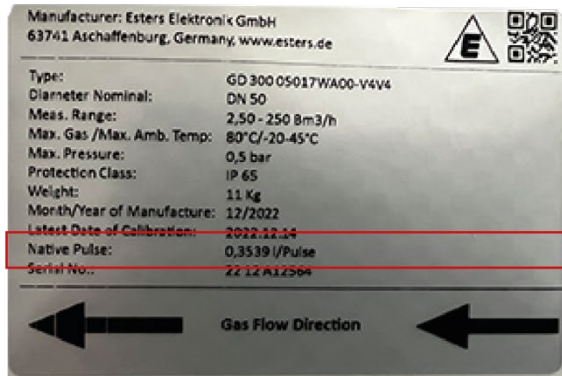 Manufacturer: Esters Elektronik GmbH
63741 Aschaffenburg, Germany, www.esters.de
E
Type: GD 300 05017WA00-V4V4
Diameter Nominal: DN 50
Meas. Range: 2,50 - 250 Bm3/h
Max. Gas /Max. Amb. Temp: 80°C/-20-45°C
Max. Pressure: 0,5 bar
Protection Class: IP 65
Weight: 11 Kg
Month/Year of Manufacture: 12/2022
Latest Date of Calibration: 2022.12.14
Native Pulse: 0,3539 l/Pulse
Serial No.: 22 12 A12564
Gas Flow Direction